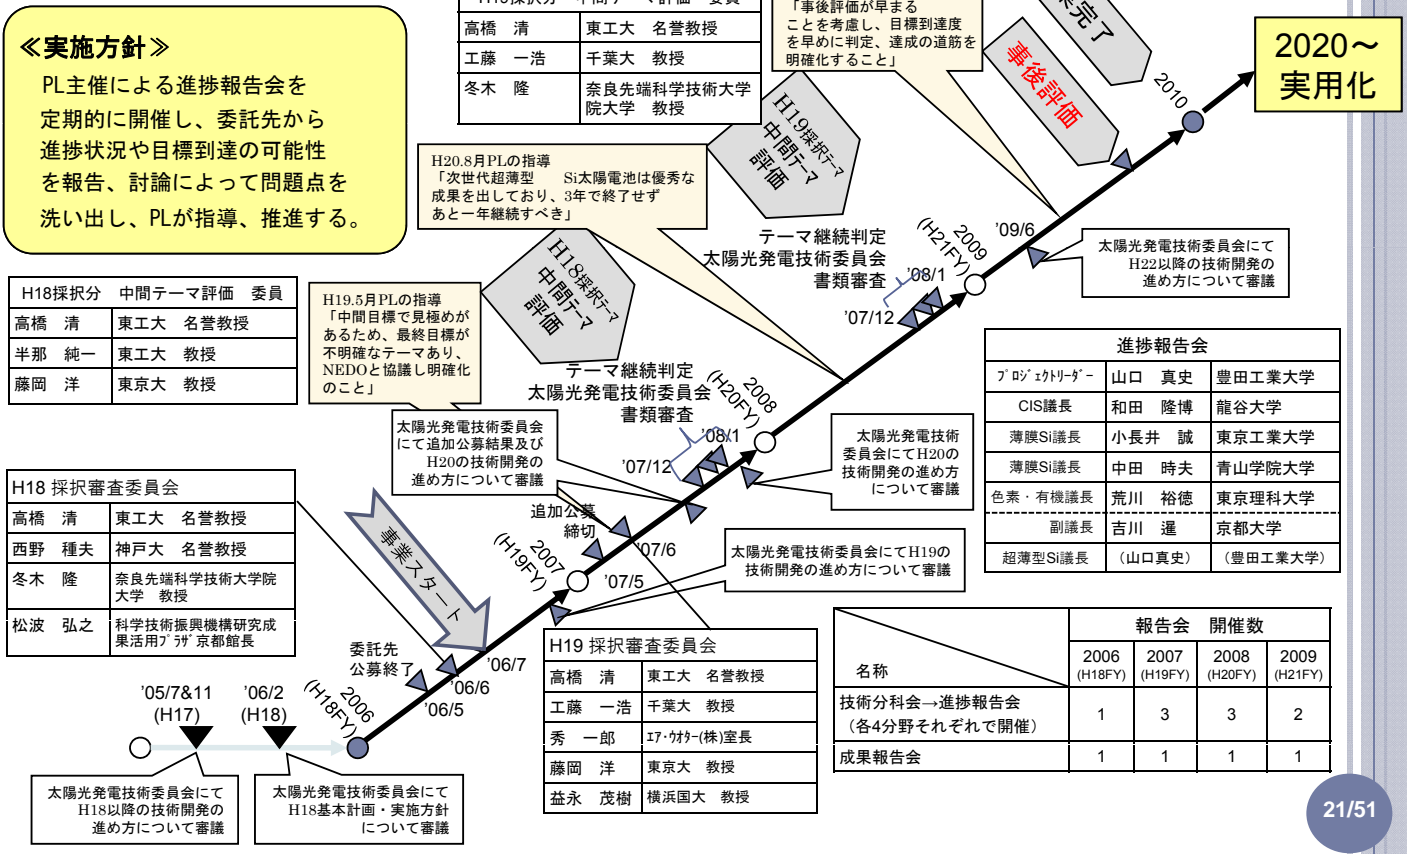 ≪実施方針≫
PL主催による進捗報告会を
定期的に開催し、委託先から
進捗状況や目標到達の可能性
を報告、討論によって問題点を
洗い出し、PLが指導、推進する。
高橋　清　東工大　名誉教授
工藤　一浩　千葉大　教授
冬木　隆　奈良先端科学技術大学
院大学　教授
「事後評価が早まる
ことを考慮し、目標到達度
を早めに判定、達成の道筋を
明確化すること」
業完了
事後評価
2010
2020～
実用化
H20.8月PLの指導
「次世代超薄型　　Si太陽電池は優秀な
成果を出しており、3年で終了せず
あと一年継続すべき」
H19採択テーマ
中間テーマ
評価
テーマ継続判定
太陽光発電技術委員会
書類審査
'08/1
'07/12
2009
(H21FY)
'09/6
太陽光発電技術委員会にて
H22以降の技術開発の
進め方について審議
H18採択分　中間テーマ評価　委員
高橋　清　東工大　名誉教授
半那　純一　東工大　教授
藤岡　洋　東京大　教授
H19.5月PLの指導
「中間目標で見極めが
あるため、最終目標が
不明確なテーマあり、
NEDOと協議し明確化
のこと」
H18採択テーマ
中間テーマ
評価
テーマ継続判定
太陽光発電技術委員会
書類審査
'08/1
'07/12
2008
(H20FY)
太陽光発電技術委員会
にて追加公募結果及び
H20の技術開発の
進め方について審議
太陽光発電技術
委員会にてH20の
技術開発の進め方
について審議
進捗報告会
ﾌﾟﾛｼﾞｪｸﾄﾘｰﾀﾞｰ　山口　真史　豊田工業大学
CIS議長　和田　隆博　龍谷大学
薄膜Si議長　小長井　誠　東京工業大学
薄膜Si議長　中田　時夫　青山学院大学
色素・有機議長　荒川　裕徳　東京理科大学
副議長　吉川　暹　京都大学
超薄型Si議長　（山口真史）　（豊田工業大学）
H18 採択審査委員会
高橋　清　東工大　名誉教授
西野　種夫　神戸大　名誉教授
冬木　隆　奈良先端科学技術大学院
大学　教授
松波　弘之　科学技術振興機構研究成
果活用ﾌﾟﾗｻﾞ京都館長
事業スタート
追加公募
締切
2007
(H19FY)
'07/6
'07/5
太陽光発電技術委員会にてH19の
技術開発の進め方について審議
委託先
公募終了
'06/7
'06/6
'06/5
2006
(H18FY)
'05/7&11
(H17)
'06/2
(H18)
太陽光発電技術委員会にて
H18以降の技術開発の
進め方について審議
太陽光発電技術委員会にて
H18基本計画・実施方針
について審議
H19 採択審査委員会
高橋　清　東工大　名誉教授
工藤　一浩　千葉大　教授
秀　一郎　ｴｱ･ｳｫﾀｰ(株)室長
藤岡　洋　東京大　教授
益永　茂樹　横浜国大　教授
報告会　開催数
名称
2006　2007　2008　2009
(H18FY)　(H19FY)　(H20FY)　(H21FY)
技術分科会→進捗報告会
（各4分野それぞれで開催）　1　3　3　2
成果報告会　1　1　1　1
21/51